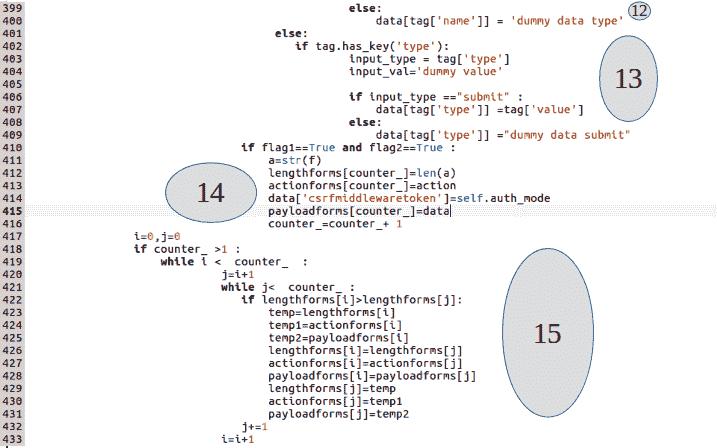 399 else:
400 data[tag['name']] = 'dummy data type' 12
401 else:
402 if tag.has_key('type'):
403 input_type = tag['type']
404 input_val='dummy value'
405
406 if input_type =="submit" :
407 data[tag['type']] =tag['value']
408 else:
409 data[tag['type']] ="dummy data submit"
13
410 if flag1==True and flag2==True :
411 a=str(f)
412 lengthforms[counter_]=len(a)
413 actionforms[counter_]=action
414 data['csrfmiddlewaretoken']=self.auth_mode
415 payloadforms[counter_]=data
416 counter_=counter_+ 1
14
417 i=0,j=0
418 if counter_ >1 :
419 while i < counter_ :
420 j=i+1
421 while j< counter_ :
422 if lengthforms[i]>lengthforms[j]:
423 temp=lengthforms[i]
424 temp1=actionforms[i]
425 temp2=payloadforms[i]
426 lengthforms[i]=lengthforms[j]
427 actionforms[i]=actionforms[j]
428 payloadforms[i]=payloadforms[j]
429 lengthforms[j]=temp
430 actionforms[j]=temp1
431 payloadforms[j]=temp2
432 j+=1
433 i=i+1
15